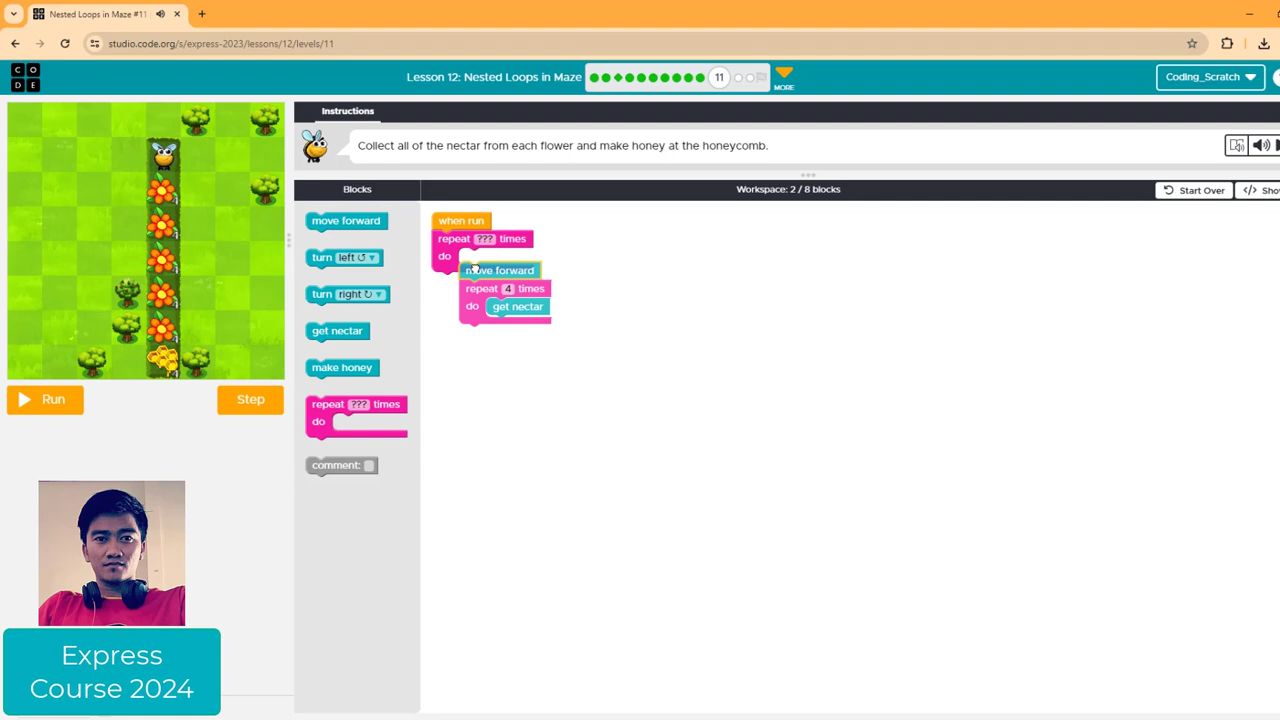 Nested Loops in Maze #11
studio.code.org/s/express-2023/lessons/12/levels/11
C O
D E
Lesson 12: Nested Loops in Maze
11
MORE
Coding_Scratch
Instructions
Collect all of the nectar from each flower and make honey at the honeycomb.
Blocks
Workspace: 2 / 8 blocks
Start Over
</> Sho
move forward
turn left
turn right
get nectar
make honey
repeat ??? times
do
comment:
when run
repeat ??? times
do
move forward
repeat 4 times
do get nectar
Run
Step
Express
Course 2024